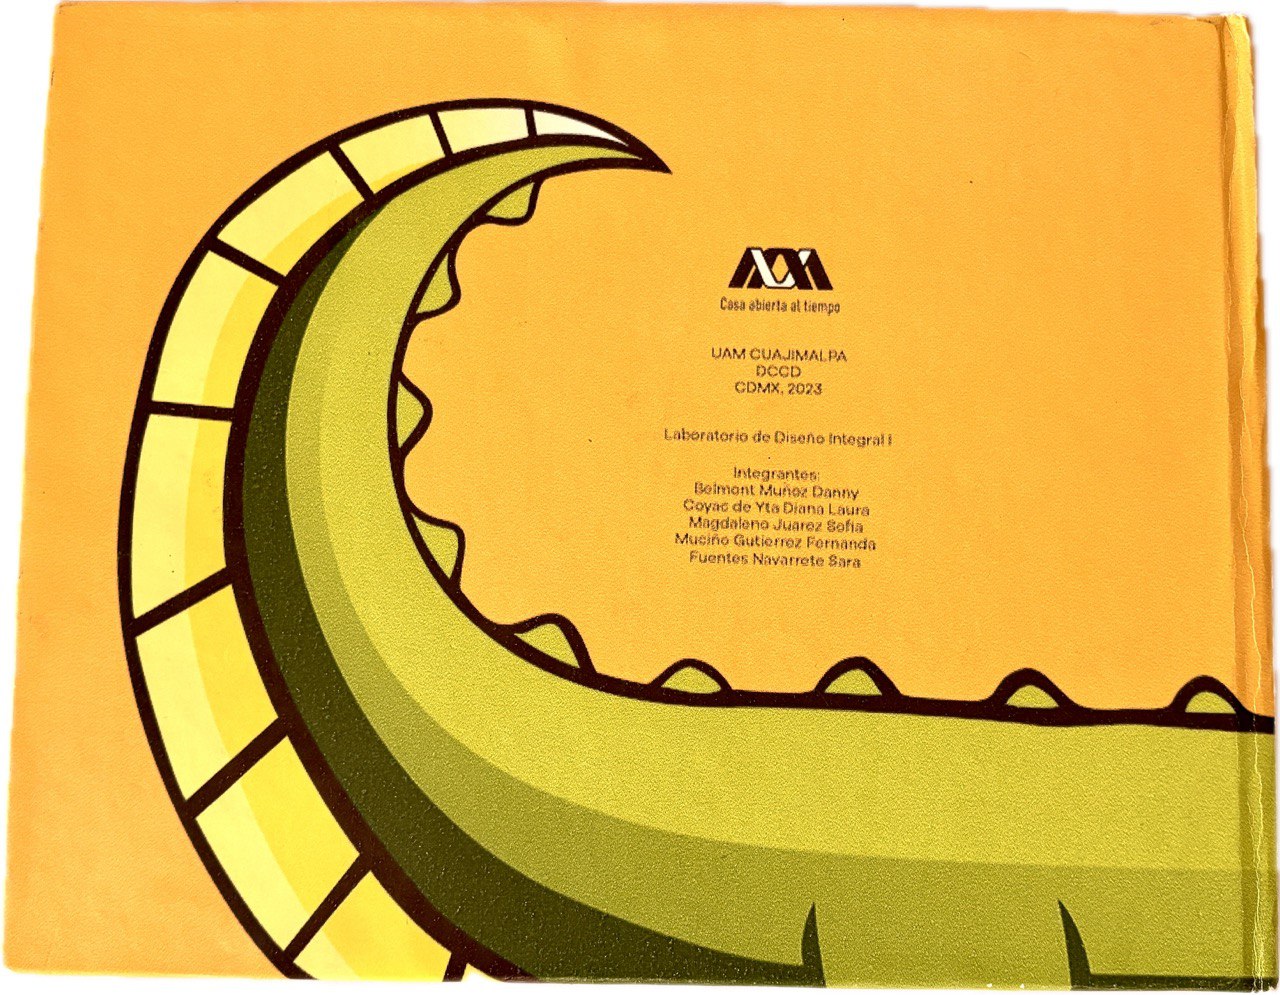 Casa abierta al tiempo
UAM CUAJIMALPA
DCCD
CDMX, 2023
Laboratorio de Diseño Integral I
Integrantes:
Belmont Muñoz Danny
Coyac de Yta Diana Laura
Magdaleno Juarez Sofia
Muciño Gutierrez Fernanda
Fuentes Navarrete Sara